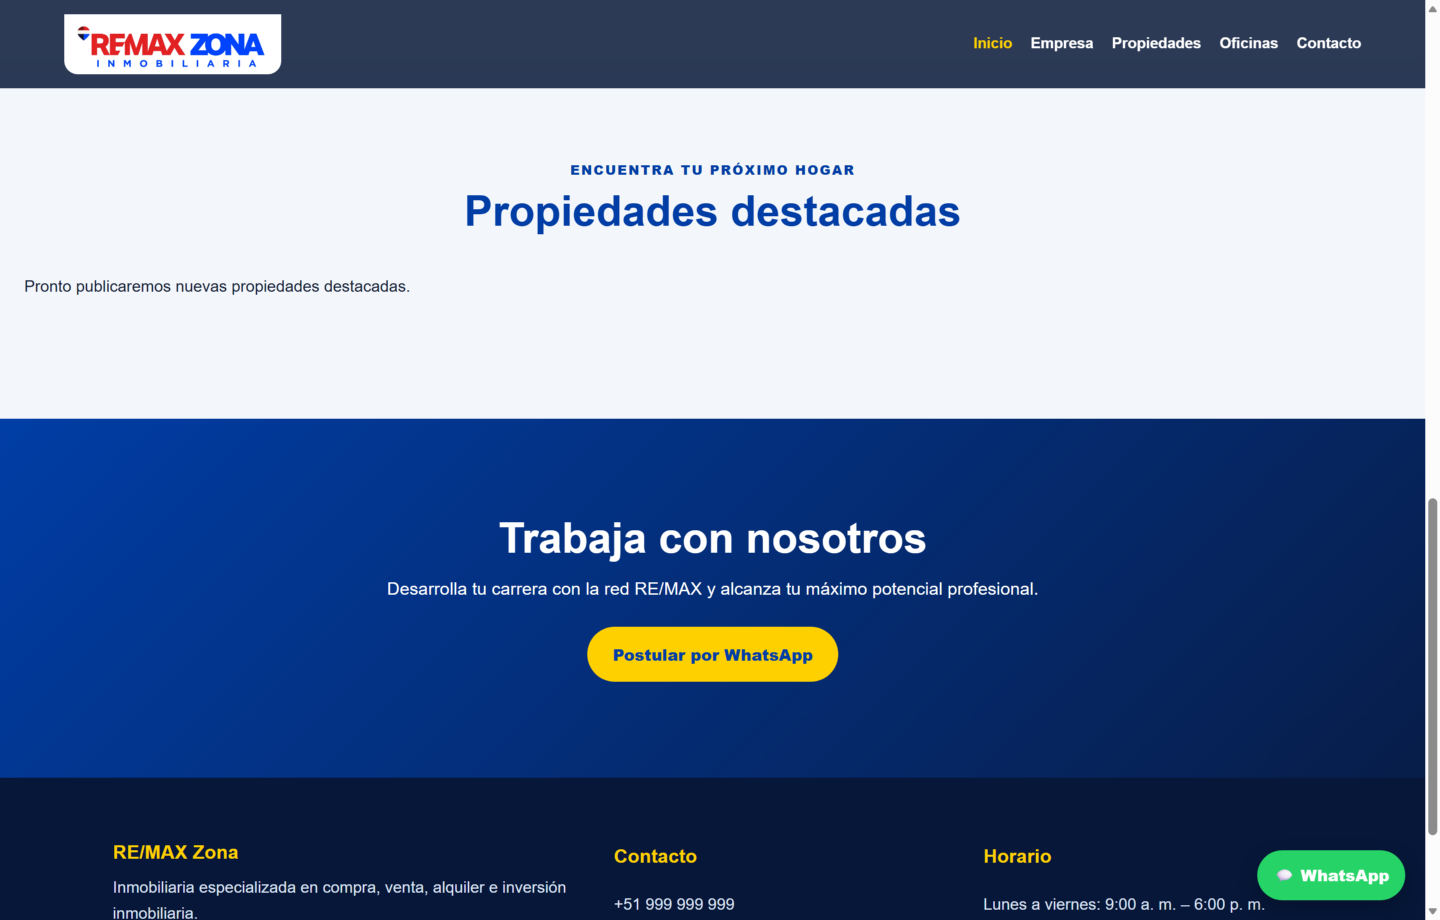 REMAX ZONA
INMOBILIARIA
Inicio
Empresa
Propiedades
Oficinas
Contacto
ENCUENTRA TU PRÓXIMO HOGAR
Propiedades destacadas
Pronto publicaremos nuevas propiedades destacadas.
Trabaja con nosotros
Desarrolla tu carrera con la red RE/MAX y alcanza tu máximo potencial profesional.
Postular por WhatsApp
RE/MAX Zona
Inmobiliaria especializada en compra, venta, alquiler e inversión
inmobiliaria.
Contacto
+51 999 999 999
Horario
Lunes a viernes: 9:00 a. m. – 6:00 p. m.
WhatsApp